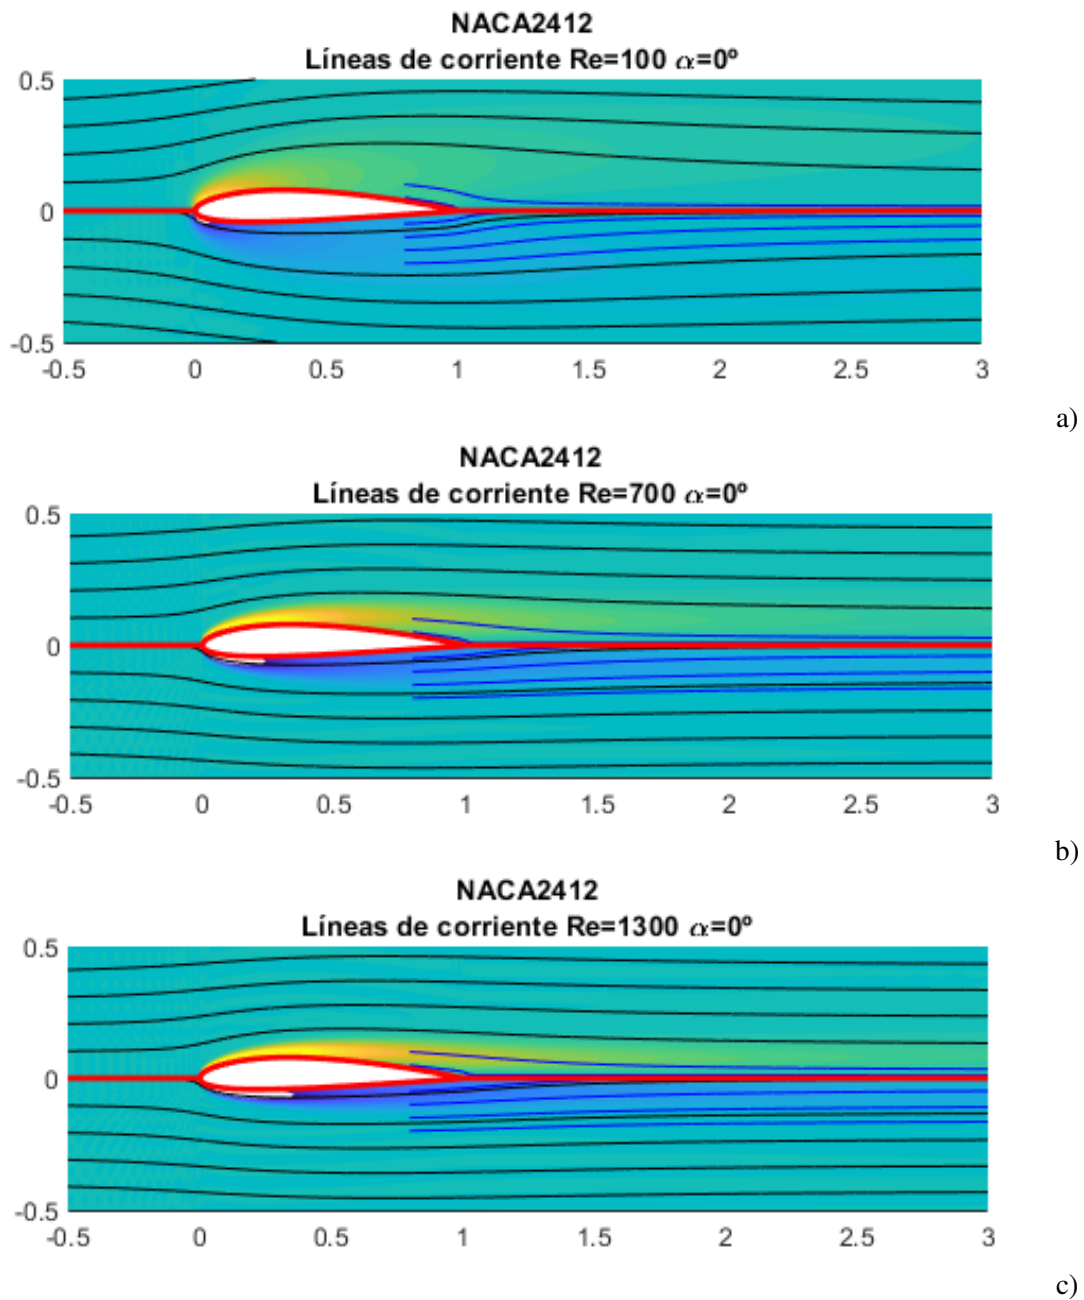 NACA2412
Líneas de corriente Re=100 α=0º
0.5
0
-0.5
-0.5 0 0.5 1 1.5 2 2.5 3
a)
NACA2412
Líneas de corriente Re=700 α=0º
0.5
0
-0.5
-0.5 0 0.5 1 1.5 2 2.5 3
b)
NACA2412
Líneas de corriente Re=1300 α=0º
0.5
0
-0.5
-0.5 0 0.5 1 1.5 2 2.5 3
c)